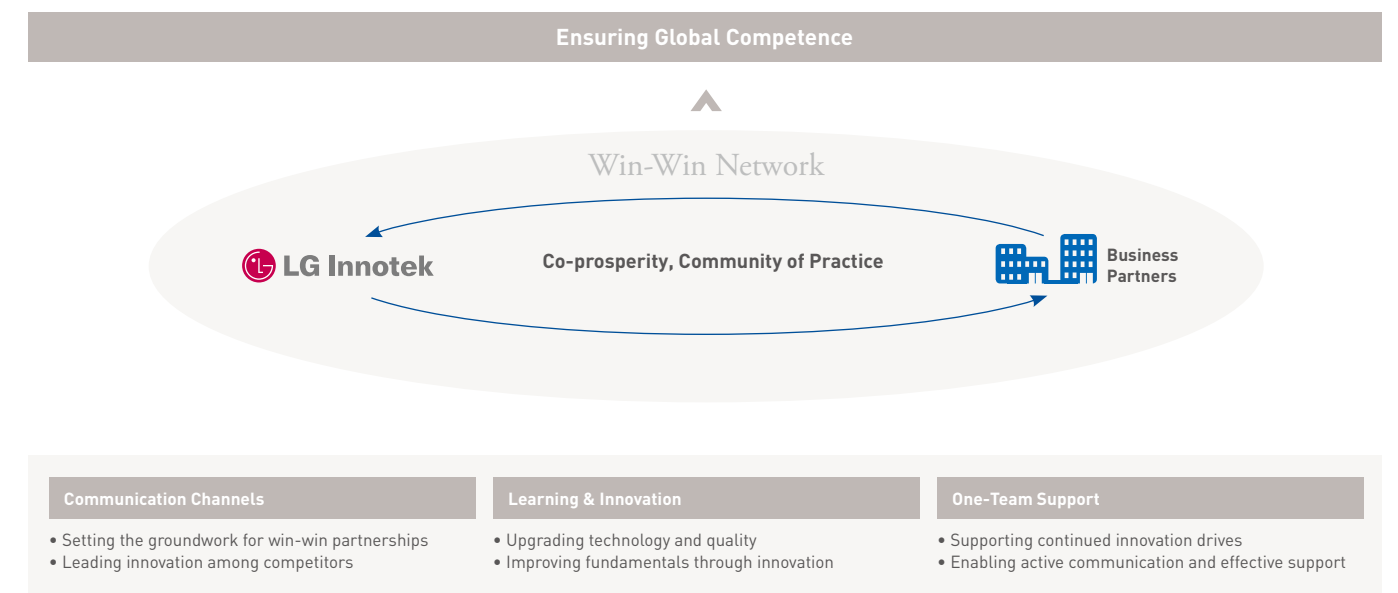 Ensuring Global Competence
Win-Win Network
LG Innotek
Co-prosperity, Community of Practice
Business
Partners
Communication Channels
• Setting the groundwork for win-win partnerships
• Leading innovation among competitors
Learning & Innovation
• Upgrading technology and quality
• Improving fundamentals through innovation
One-Team Support
• Supporting continued innovation drives
• Enabling active communication and effective support